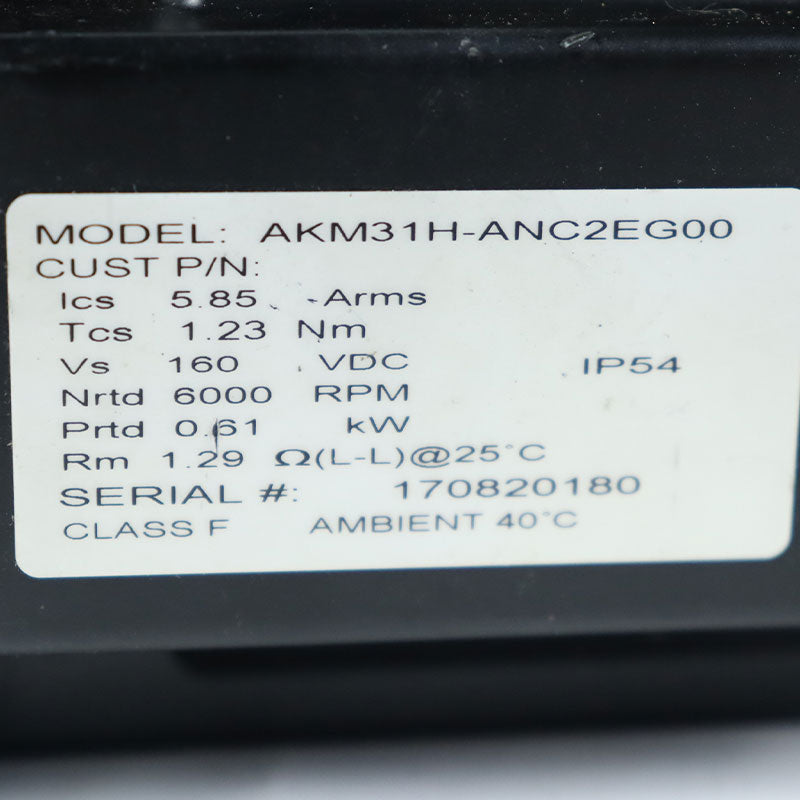 MODEL: AKM31H-ANC2EG00
CUST P/N:
Ics 5.85 Arms
Tcs 1.23 Nm
Vs 160 VDC IP54
Nrtd 6000 RPM
Prtd 0.61 kW
Rm 1.29 Ω(L-L)@25°C
SERIAL #: 170820180
CLASS F AMBIENT 40°C